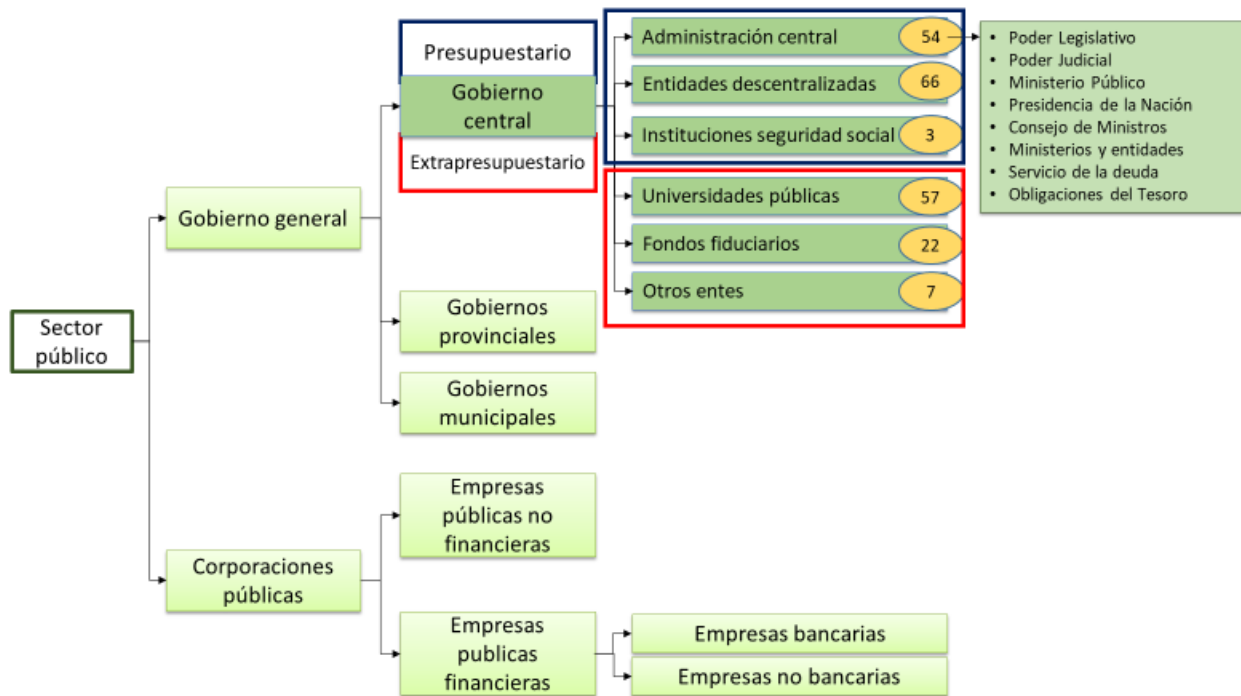 Presupuestario
Gobierno
central
Extrapresupuestario
Administración central
54
Entidades descentralizadas
66
Instituciones seguridad social
3
Universidades públicas
57
Fondos fiduciarios
22
Otros entes
7
• Poder Legislativo
• Poder Judicial
• Ministerio Público
• Presidencia de la Nación
• Consejo de Ministros
• Ministerios y entidades
• Servicio de la deuda
• Obligaciones del Tesoro
Gobierno general
Gobiernos
provinciales
Sector
público
Gobiernos
municipales
Empresas
públicas no
financieras
Corporaciones
públicas
Empresas
publicas
financieras
Empresas bancarias
Empresas no bancarias